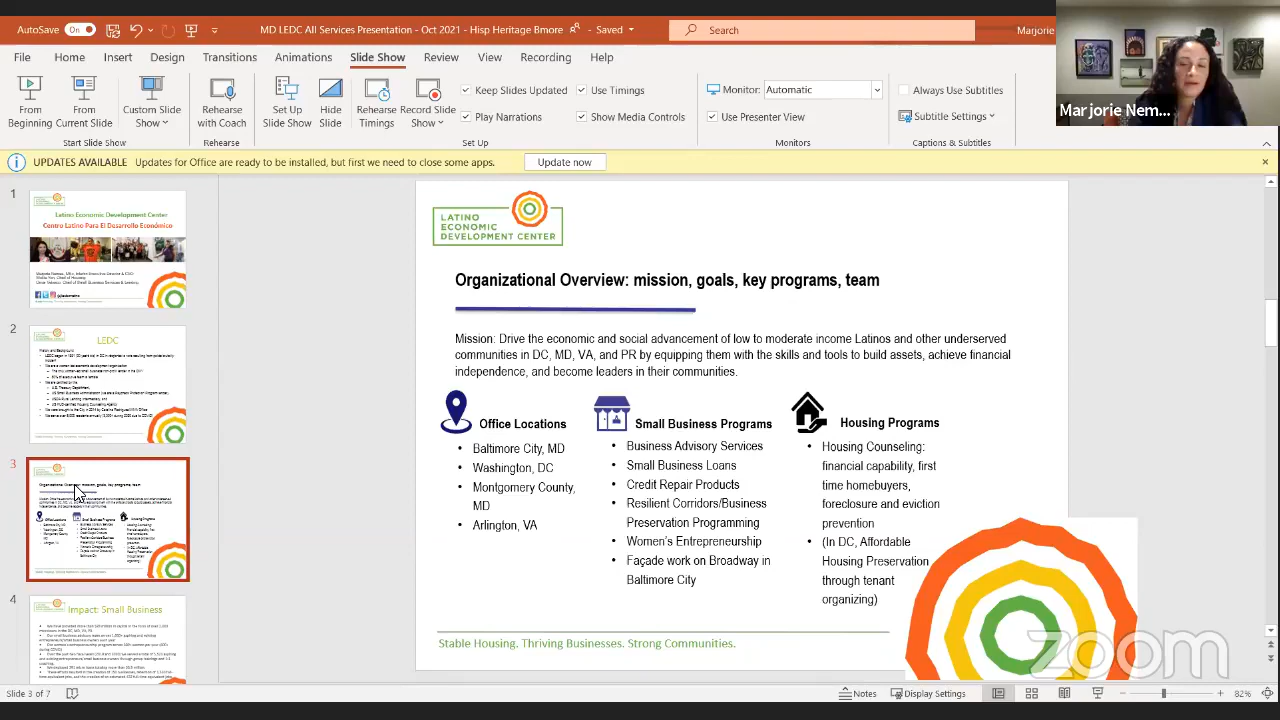 AutoSave On
MD LEDC All Services Presentation - Oct 2021 - Hisp Heritage Bmore - Saved
Search
Marjorie
Marjorie Nem...
File Home Insert Design Transitions Animations Slide Show Review View Recording Help
From Beginning
From Current Slide
Custom Slide Show
Start Slide Show
Rehearse with Coach
Rehearse
Set Up Slide Show
Hide Slide
Rehearse Timings
Record Slide Show
Keep Slides Updated
Use Timings
Play Narrations
Show Media Controls
Set Up
Monitor: Automatic
Use Presenter View
Monitors
Always Use Subtitles
Subtitle Settings
Captions & Subtitles
UPDATES AVAILABLE Updates for Office are ready to be installed, but first we need to close some apps. Update now
1
Latino Economic Development Center
Centro Latino Para El Desarrollo Económico
2
LEDC
3
4
Impact: Small Business
LATINO
ECONOMIC
DEVELOPMENT CENTER
Organizational Overview: mission, goals, key programs, team
Mission: Drive the economic and social advancement of low to moderate income Latinos and other underserved
communities in DC, MD, VA, and PR by equipping them with the skills and tools to build assets, achieve financial
independence, and become leaders in their communities.
Office Locations
• Baltimore City, MD
• Washington, DC
• Montgomery County,
MD
• Arlington, VA
Small Business Programs
• Business Advisory Services
• Small Business Loans
• Credit Repair Products
• Resilient Corridors/Business
Preservation Programming
• Women's Entrepreneurship
• Façade work on Broadway in
Baltimore City
Housing Programs
• Housing Counseling:
financial capability, first
time homebuyers,
foreclosure and eviction
prevention
• (In DC, Affordable
Housing Preservation
through tenant
organizing)
Stable Housing. Thriving Businesses. Strong Communities.
zoom
Slide 3 of 7
Notes
Display Settings
82%